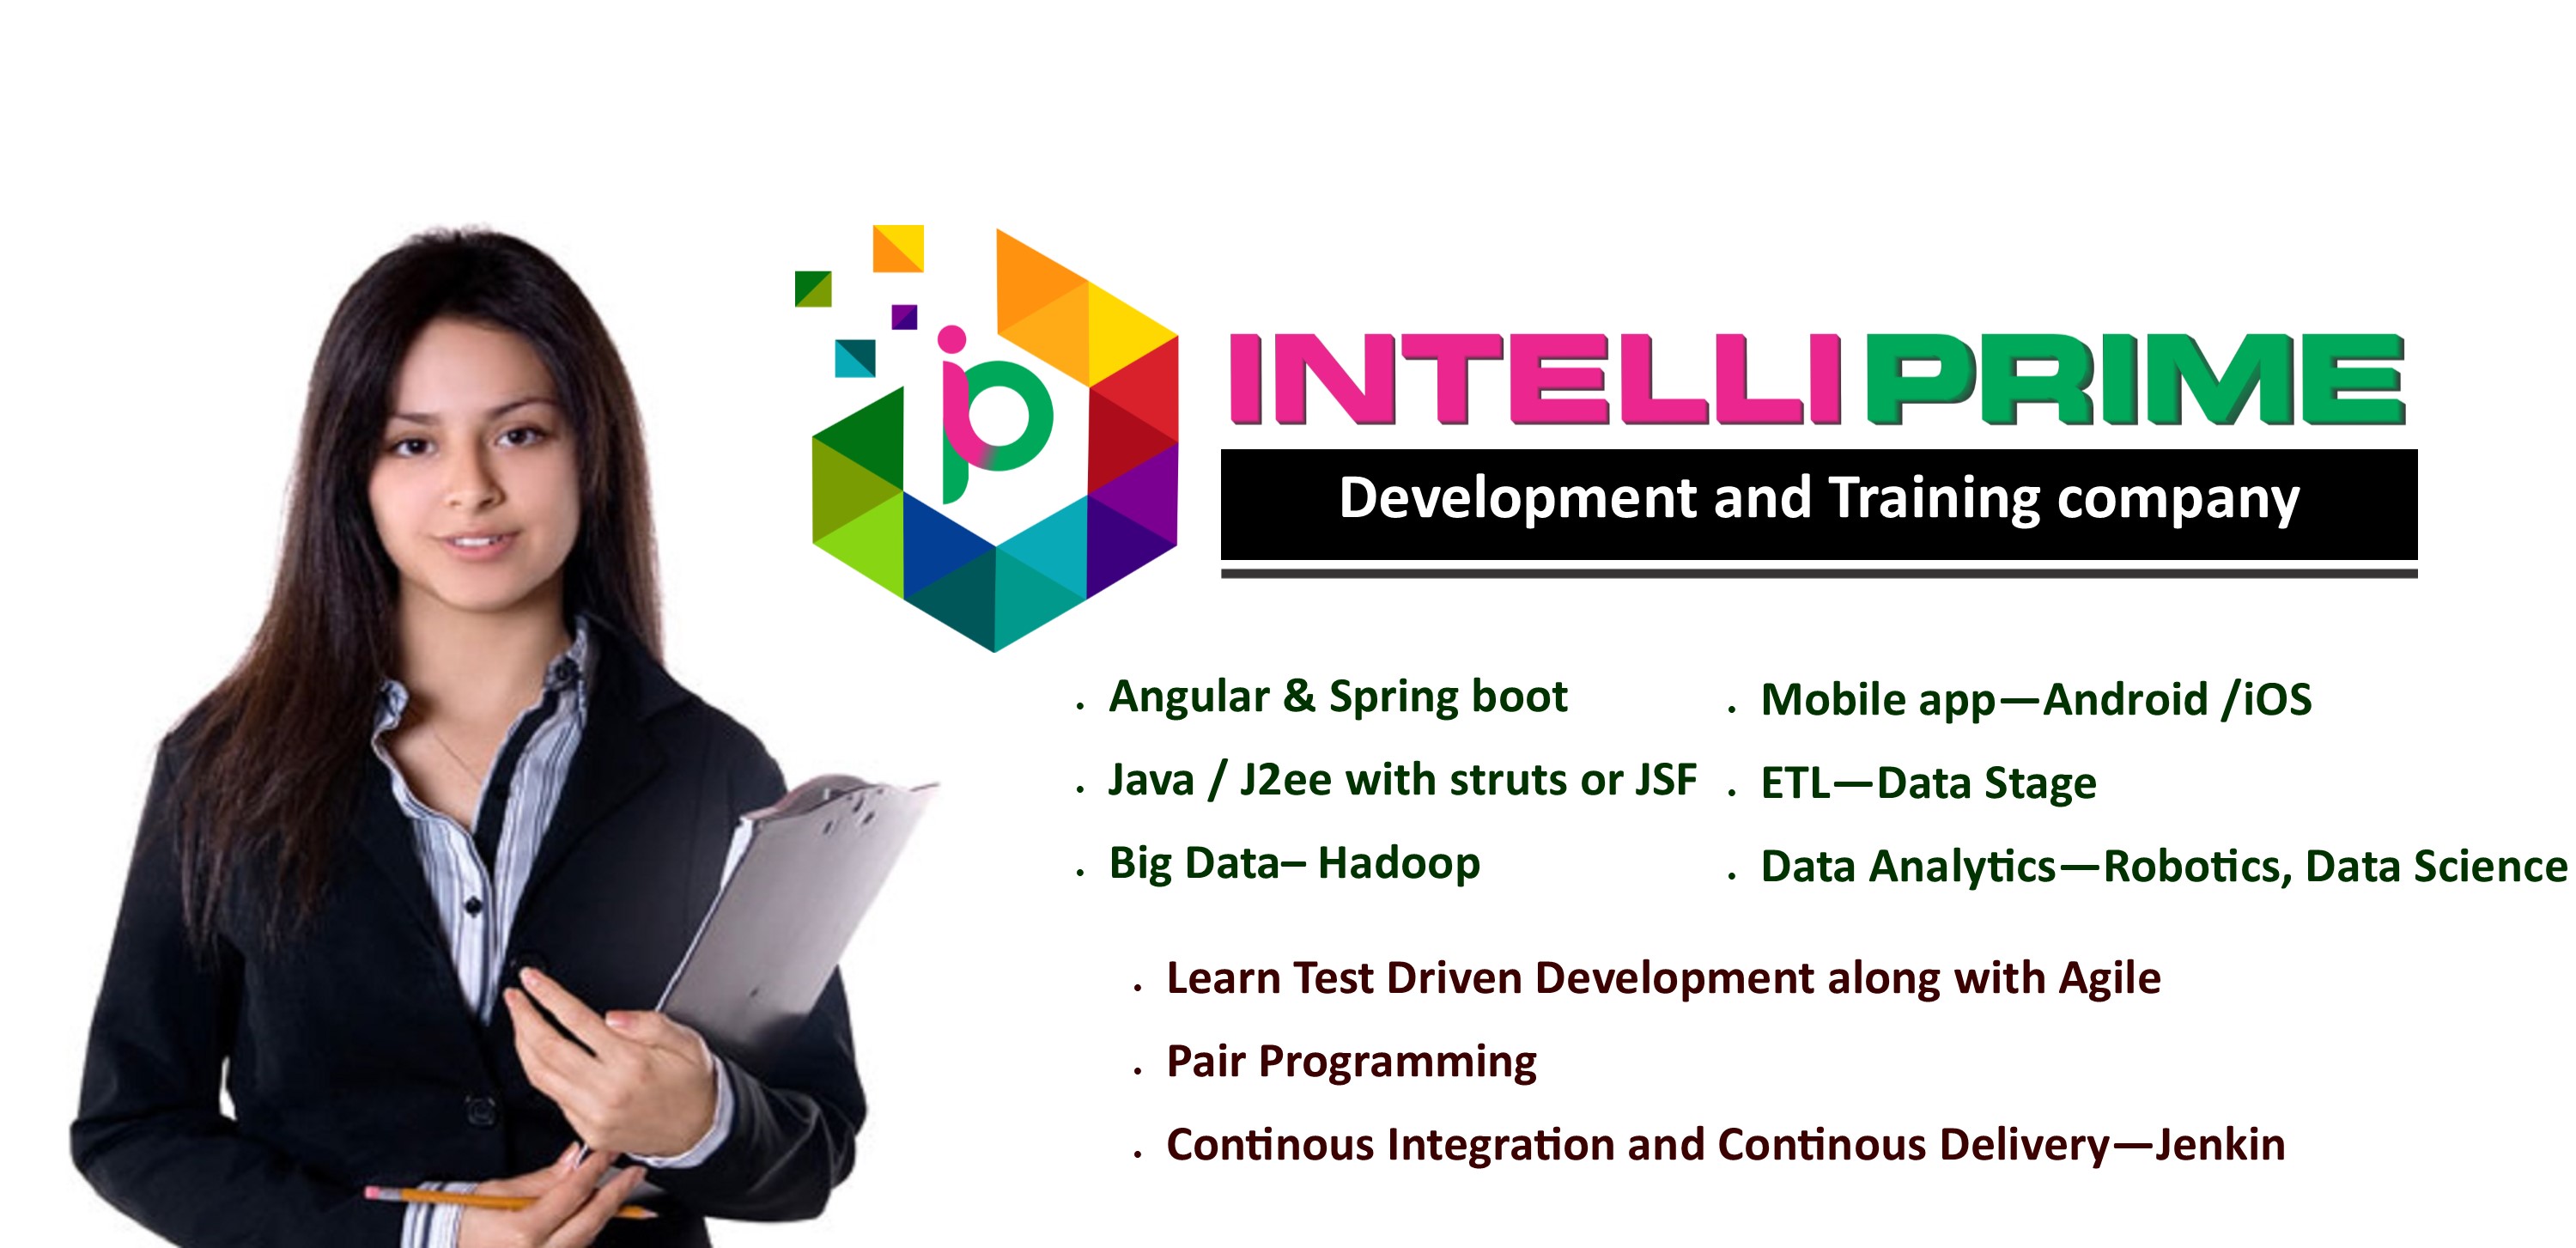 ip
INTELLI PRIME
Development and Training company
. Angular & Spring boot
. Java / J2ee with struts or JSF
. Big Data– Hadoop
. Mobile app—Android /iOS
. ETL—Data Stage
. Data Analytics—Robotics, Data Science
. Learn Test Driven Development along with Agile
. Pair Programming
. Continous Integration and Continous Delivery—Jenkin